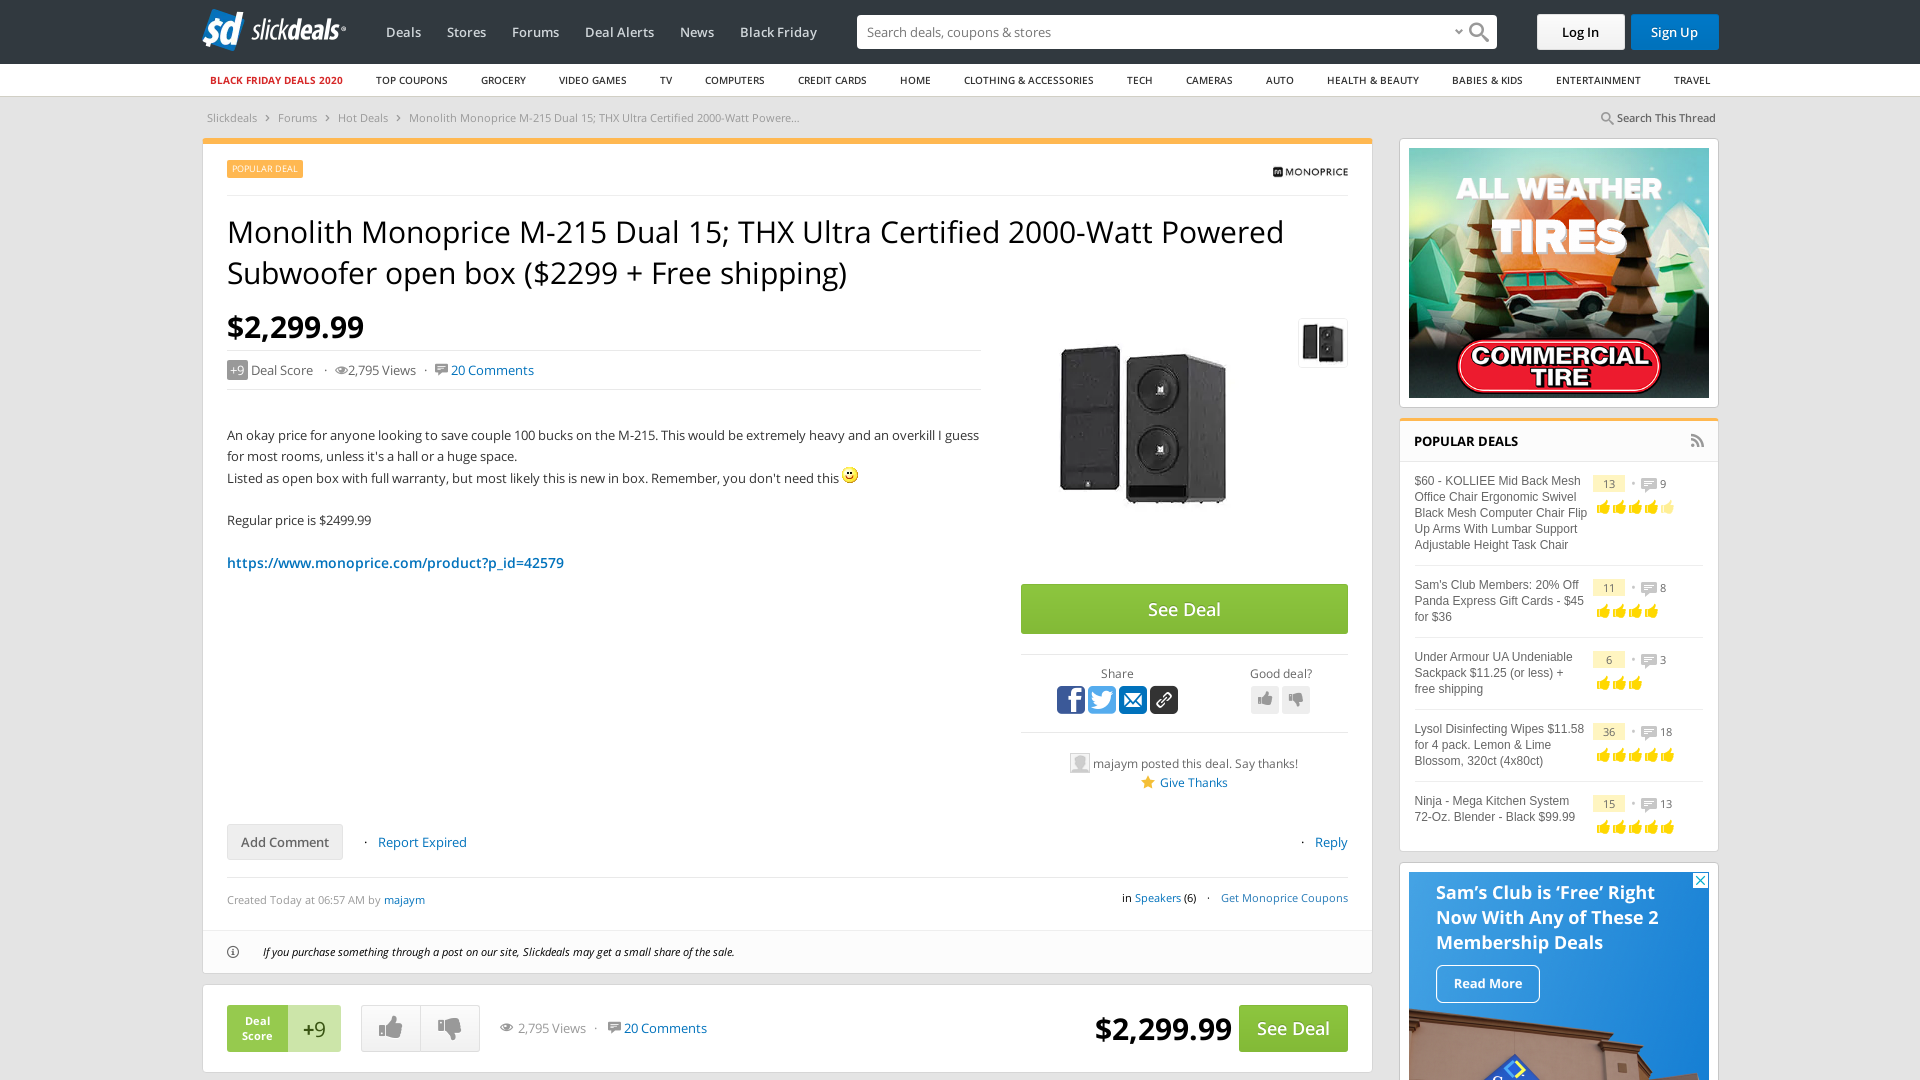 slickdeals
Deals Stores Forums Deal Alerts News Black Friday
Search deals, coupons & shops
Log In
Sign Up
BLACK FRIDAY DEALS 2020 TOP COUPONS GROCERY VIDEO GAMES TV COMPUTERS CREDIT CARDS HOME CLOTHING & ACCESSORIES TECH CAMERAS AUTO HEALTH & BEAUTY BABIES & KIDS ENTERTAINMENT TRAVEL
Slickdeals › Forums › Hot Deals › Monolith Monoprice M-215 Dual 15; THX Ultra Certified 2000-Watt Powere...
Search This Thread
POPULAR DEAL
MONOPRICE
Monolith Monoprice M-215 Dual 15; THX Ultra Certified 2000-Watt Powered
Subwoofer open box ($2299 + Free shipping)
$2,299.99
+9 Deal Score · 2,795 Views · 20 Comments
An okay price for anyone looking to save couple 100 bucks on the M-215. This would be extremely heavy and an overkill I guess
for most rooms, unless it's a hall or a huge space.
Listed as open box with full warranty, but most likely this is new in box. Remember, you don't need this
Regular price is $2499.99
https://www.monoprice.com/product?p_id=42579
See Deal
Share
Good deal?
majaym posted this deal. Say thanks!
Give Thanks
Add Comment
· Report Expired
· Reply
Created Today at 06:57 AM by majaym
in Speakers (6) · Get Monoprice Coupons
If you purchase something through a post on our site, Slickdeals may get a small share of the sale.
Deal
Score
+9
2,795 Views · 20 Comments
$2,299.99
See Deal
ALL WEATHER
TIRES
COMMERCIAL
TIRE
POPULAR DEALS
$60 - KOLLIEE Mid Back Mesh
Office Chair Ergonomic Swivel
Black Mesh Computer Chair Flip
Up Arms With Lumbar Support
Adjustable Height Task Chair
13 • 9
Sam's Club Members: 20% Off
Panda Express Gift Cards - $45
for $36
11 • 8
Under Armour UA Undeniable
Sackpack $11.25 (or less) +
free shipping
6 • 3
Lysol Disinfecting Wipes $11.58
for 4 pack. Lemon & Lime
Blossom, 320ct (4x80ct)
36 • 18
Ninja - Mega Kitchen System
72-Oz. Blender - Black $99.99
15 • 13
Sam's Club is 'Free' Right
Now With Any of These 2
Membership Deals
Read More